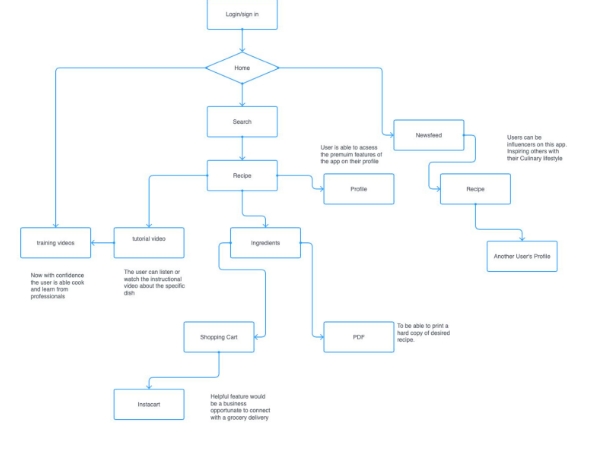 Login/sign in
Home
Search
Newsfeed
Users can be
influencers on this app.
Inspiring others with
their Culinary lifestyle
User is able to access
the premium features of
the app on their profile
Recipe
Profile
Recipe
training videos
tutorial video
Ingredients
Another User's Profile
Now with confidence
the user is able cook
and learn from
professionals
The user can listen or
watch the instructional
video about the specific
dish
Shopping Cart
PDF
To be able to print a
hard copy of desired
recipe.
Instacart
Helpful feature would
be a business
opportunate to connect
with a grocery delivery